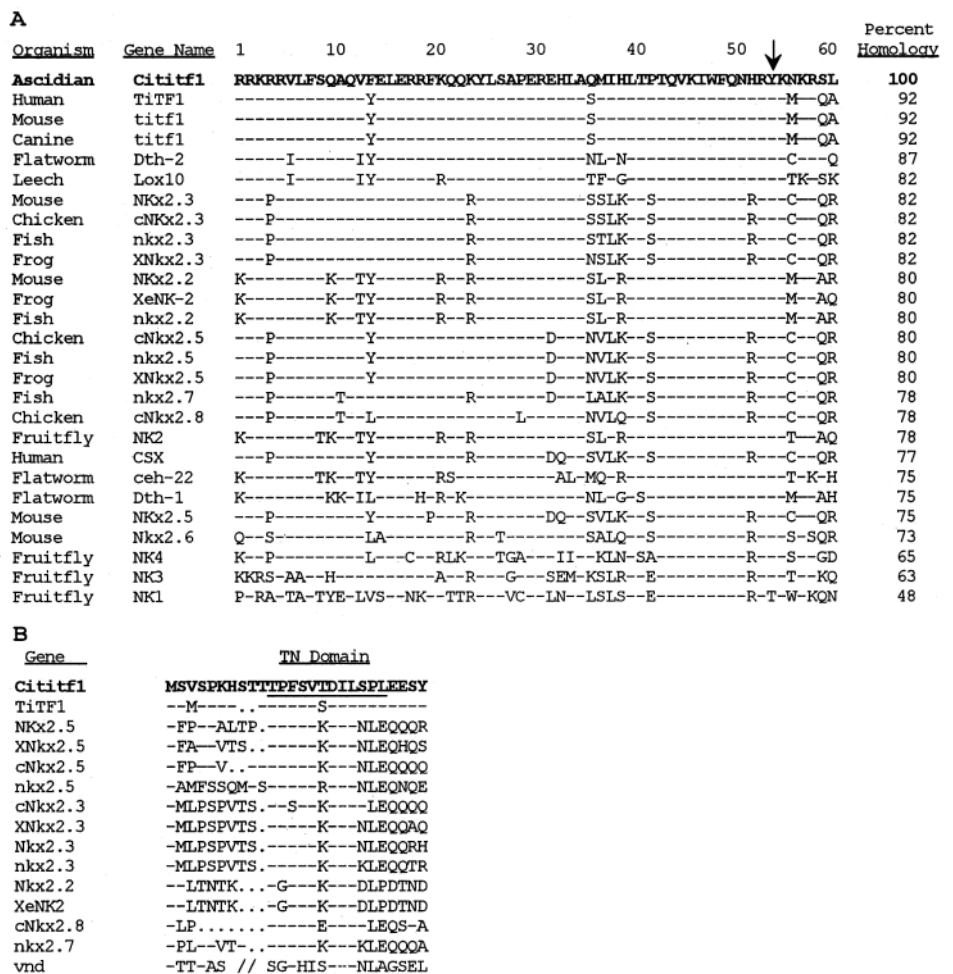 A
Percent
Organism Gene Name 1 10 20 30 40 50 60 Homology
Ascidian Cititf1 RRKRRVLFSQAQVFELERRFKQQKYLSAPEREHLAQMIHLTPTQVKIWFQNHRYKNKRSL 100
Human TiTF1 -------------Y---------------------S-------------------M--QA 92
Mouse titf1 -------------Y---------------------S-------------------M--QA 92
Canine titf1 -------------Y---------------------S-------------------M--QA 92
Flatworm Dth-2 -----I------IY---------------------NL-N----------------C---Q 87
Leech Lox10 -----I------IY------R--------------TF-G----------------TK-SK 82
Mouse NKx2.3 ---P-------------------R-----------SSLK--S---------R---C--QR 82
Chicken cNKx2.3 ---P-------------------R-----------SSLK--S---------R---C--QR 82
Fish nkx2.3 ---P-------------------R-----------STLK--S---------R---C--QR 82
Frog XNkx2.3 ---P-------------------R-----------NSLK--S---------R---C--QR 82
Mouse NKx2.2 K--------K--TY------R--R-----------SL-R----------------M--AR 80
Frog XeNK-2 K--------K--TY------R--R-----------SL-R----------------M--AQ 80
Fish nkx2.2 K--------K--TY------R--R-----------SL-R----------------M--AR 80
Chicken cNkx2.5 ---P---------Y-----------------D---NVLK--S---------R---C--QR 80
Fish nkx2.5 ---P---------Y-----------------D---NVLK--S---------R---C--QR 80
Frog XNkx2.5 ---P---------Y-----------------D---NVLK--S---------R---C--QR 80
Fish nkx2.7 ---P------T------------R-------D---LALK--S---------R---C--QR 78
Chicken cNkx2.8 ---P------T--L--------------L------NVLQ--S---------R---C--QR 78
Fruitfly NK2 K-------TK--TY------R--R-----------SL-R----------------T--AQ 78
Human CSX ---P---------Y---------R-------DQ--SVLK--S---------R---C--QR 77
Flatworm ceh-22 K-------TK--TY------RS----------AL-MQ-R----------------T-K-H 75
Flatworm Dth-1 K--------KK-IL----H-R-K------------NL-G-S--------------M--AH 75
Mouse NKx2.5 ---P---------Y-----P---R-------DQ--SVLK--S---------R---C--QR 75
Mouse Nkx2.6 Q--S---------LA--------R--T--------SALQ--S---------R---S-SQR 73
Fruitfly NK4 K--P---------L---C--RLK---TGA---II--KLN-SA---------R---S--GD 65
Fruitfly NK3 KKRS-AA--H----------A--R---G---SEM-KSLR--E---------R---T--KQ 63
Fruitfly NK1 P-RA-TA-TYE-LVS--NK--TTR---VC--LN--LSLS--E---------R-T-W-KQN 48
B
Gene TN Domain
Cititf1 MSVSPKHSTTTPFSVTDILSPLEESY
TiTF1 --M----..------S----------
NKx2.5 -FP--ALTP.-----K---NLEQQQR
XNkx2.5 -FA--VTS..-----K---NLEQHQS
cNkx2.5 -FP--V..-------K---NLEQQQQ
nkx2.5 -AMFSSQM-S-----R---NLEQNQE
cNkx2.3 -MLPSPVTS.--S--K----LEQQQQ
XNkx2.3 -MLPSPVTS.-----K---NLEQQAQ
Nkx2.3 -MLPSPVTS.-----K---NLEQQRH
nkx2.3 -MLPSPVTS.-----K---KLEQQTR
Nkx2.2 --LTNTK...-G---K---DLPDTND
XeNK2 --LTNTK...-G---K---DLPDTND
cNkx2.8 -LP.......-----E----LEQS-A
nkx2.7 -PL--VT-.------K---KLEQQQA
vnd -TT-AS // SG-HIS----NLAGSEL